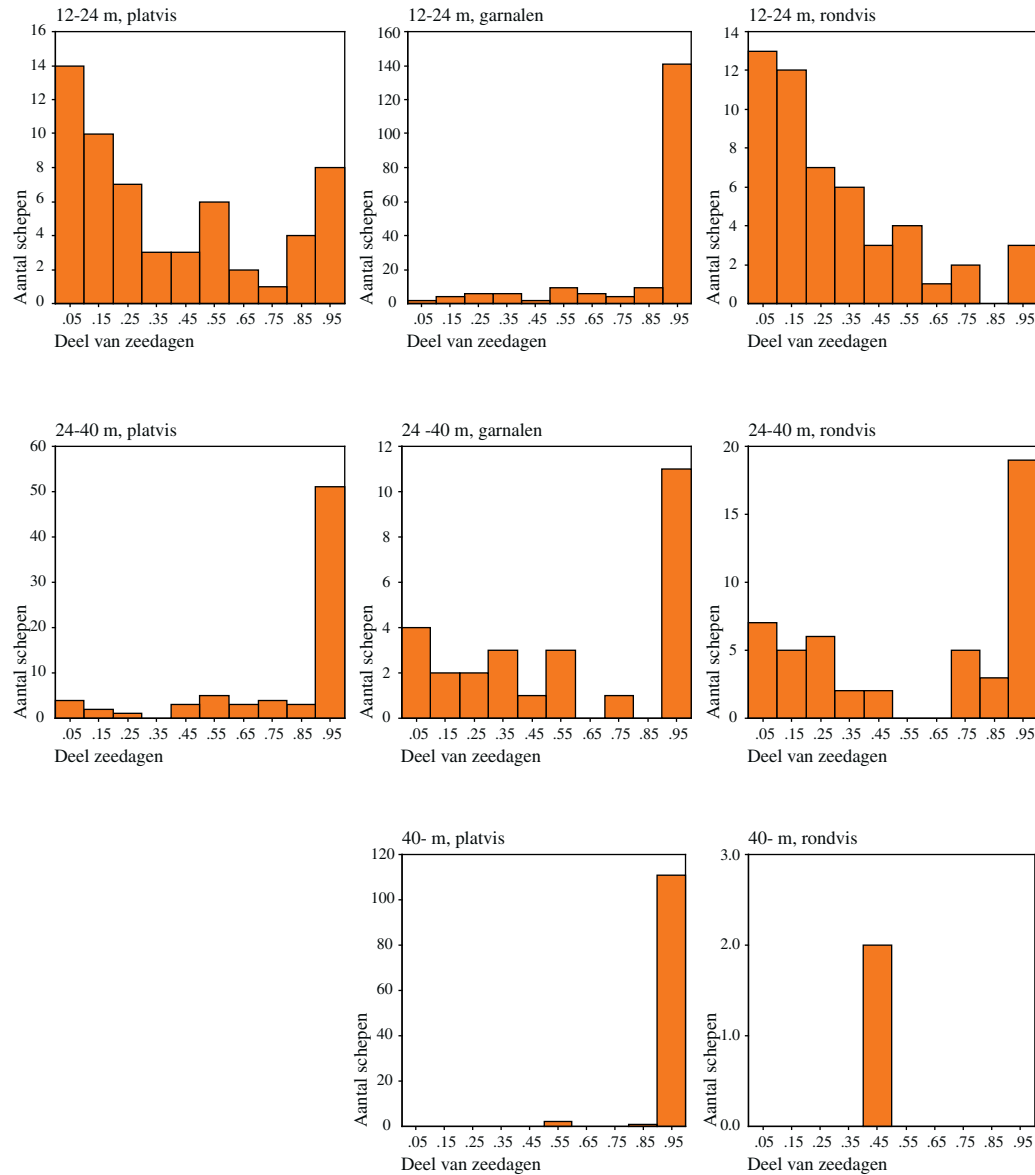 12-24 m, platvis
16
14
12
10
8
6
4
2
0
Aantal schepen
.05 .15 .25 .35 .45 .55 .65 .75 .85 .95
Deel van zeedagen
12-24 m, garnalen
160
140
120
100
80
60
40
20
0
Aantal schepen
.05 .15 .25 .35 .45 .55 .65 .75 .85 .95
Deel van zeedagen
12-24 m, rondvis
14
12
10
8
6
4
2
0
Aantal schepen
.05 .15 .25 .35 .45 .55 .65 .75 .85 .95
Deel van zeedagen
24-40 m, platvis
60
50
40
30
20
10
0
Aantal schepen
.05 .15 .25 .35 .45 .55 .65 .75 .85 .95
Deel zeedagen
24 -40 m, garnalen
12
10
8
6
4
2
0
Aantal schepen
.05 .15 .25 .35 .45 .55 .65 .75 .85 .95
Deel van zeedagen
24-40 m, rondvis
20
15
10
5
0
Aantal schepen
.05 .15 .25 .35 .45 .55 .65 .75 .85 .95
Deel van zeedagen
40- m, platvis
120
100
80
60
40
20
0
Aantal schepen
.05 .15 .25 .35 .45 .55 .65 .75 .85 .95
Deel van zeedagen
40- m, rondvis
3.0
2.0
1.0
0.0
Aantal schepen
.05 .15 .25 .35 .45 .55 .65 .75 .85 .95
Deel van zeedagen